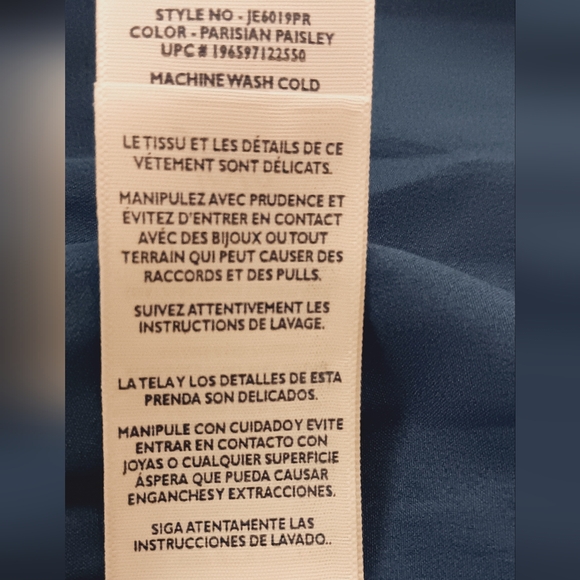 STYLE NO - JE6019PR
COLOR - PARISIAN PAISLEY
UPC# 196597122550
MACHINE WASH COLD
LE TISSU ET LES DÉTAILS DE CE
VÉTEMENT SONT DÉLICATS.
MANIPULEZ AVEC PRUDENCE ET
ÉVITEZ D'ENTRER EN CONTACT
AVÉC DES BIJOUX OU TOUT
TERRAIN QUI PEUT CAUSER DES
RACCORDS ET DES PULLS.
SUIVEZ ATTENTIVEMENT LES
INSTRUCTIONS DE LAVAGE.
LA TELA Y LOS DETALLES DE ESTA
PRENDA SON DELICADOS.
MANIPULE CON CUIDADO Y EVITE
ENTRAR EN CONTACTO CON
JOYAS O CUALQUIER SUPERFICIE
ÁSPERA QUE PUEDA CAUSAR
ENGANCHES Y EXTRACCIONES.
SIGA ATENTAMENTE LAS
INSTRUCCIONES DE LAVADO..